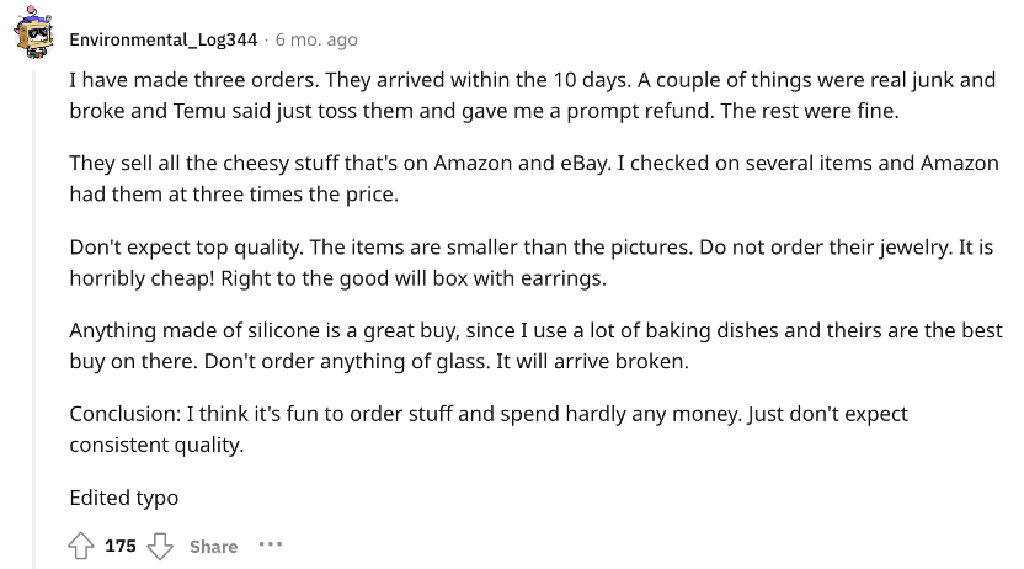 Environmental_Log344 · 6 mo. ago
I have made three orders. They arrived within the 10 days. A couple of things were real junk and
broke and Temu said just toss them and gave me a prompt refund. The rest were fine.
They sell all the cheesy stuff that's on Amazon and eBay. I checked on several items and Amazon
had them at three times the price.
Don't expect top quality. The items are smaller than the pictures. Do not order their jewelry. It is
horribly cheap! Right to the good will box with earrings.
Anything made of silicone is a great buy, since I use a lot of baking dishes and theirs are the best
buy on there. Don't order anything of glass. It will arrive broken.
Conclusion: I think it's fun to order stuff and spend hardly any money. Just don't expect
consistent quality.
Edited typo
175 Share ···